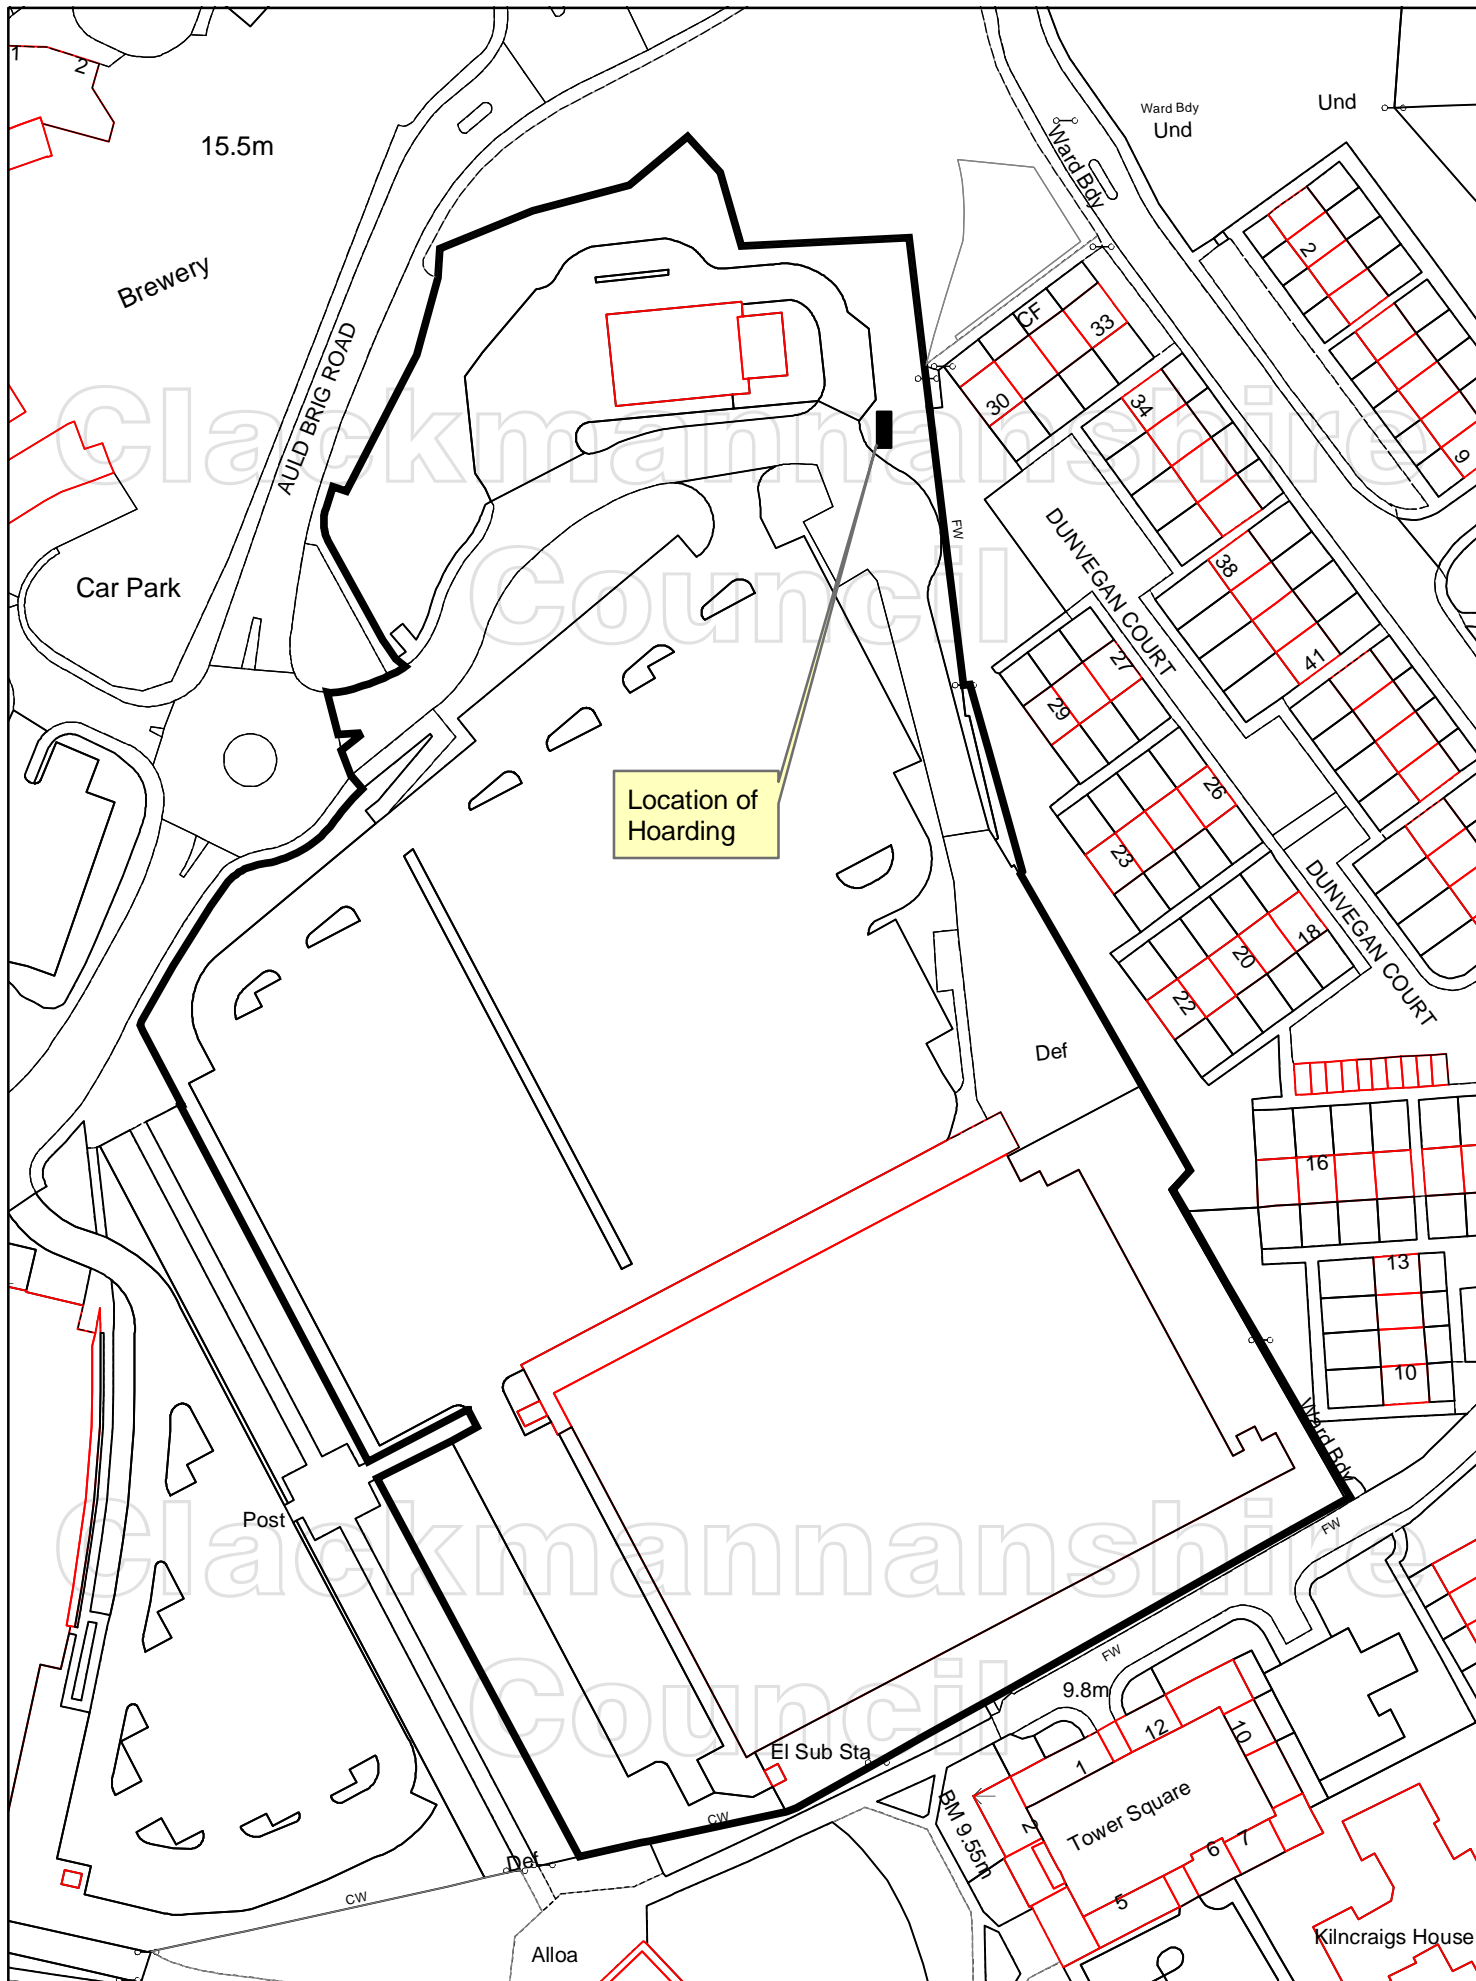 1
2
15.5m
Ward Bdy
Und
Und
Ward Bdy
Brewery
2
CF
33
AULD BRIG ROAD
30
34
9
Clackmannanshire
Council
FW
DUNVEGAN COURT
38
Car Park
27
41
29
Location of
Hoarding
26
23
DUNVEGAN COURT
18
20
22
Def
16
13
10
Ward Bdy
Post
Clackmannanshire
Council
FW
FW
9.8m
12
10
El Sub Sta
1
BM 9.55m
2
Tower Square
CW
7
6
5
Def
CW
Alloa
Kilncraigs House